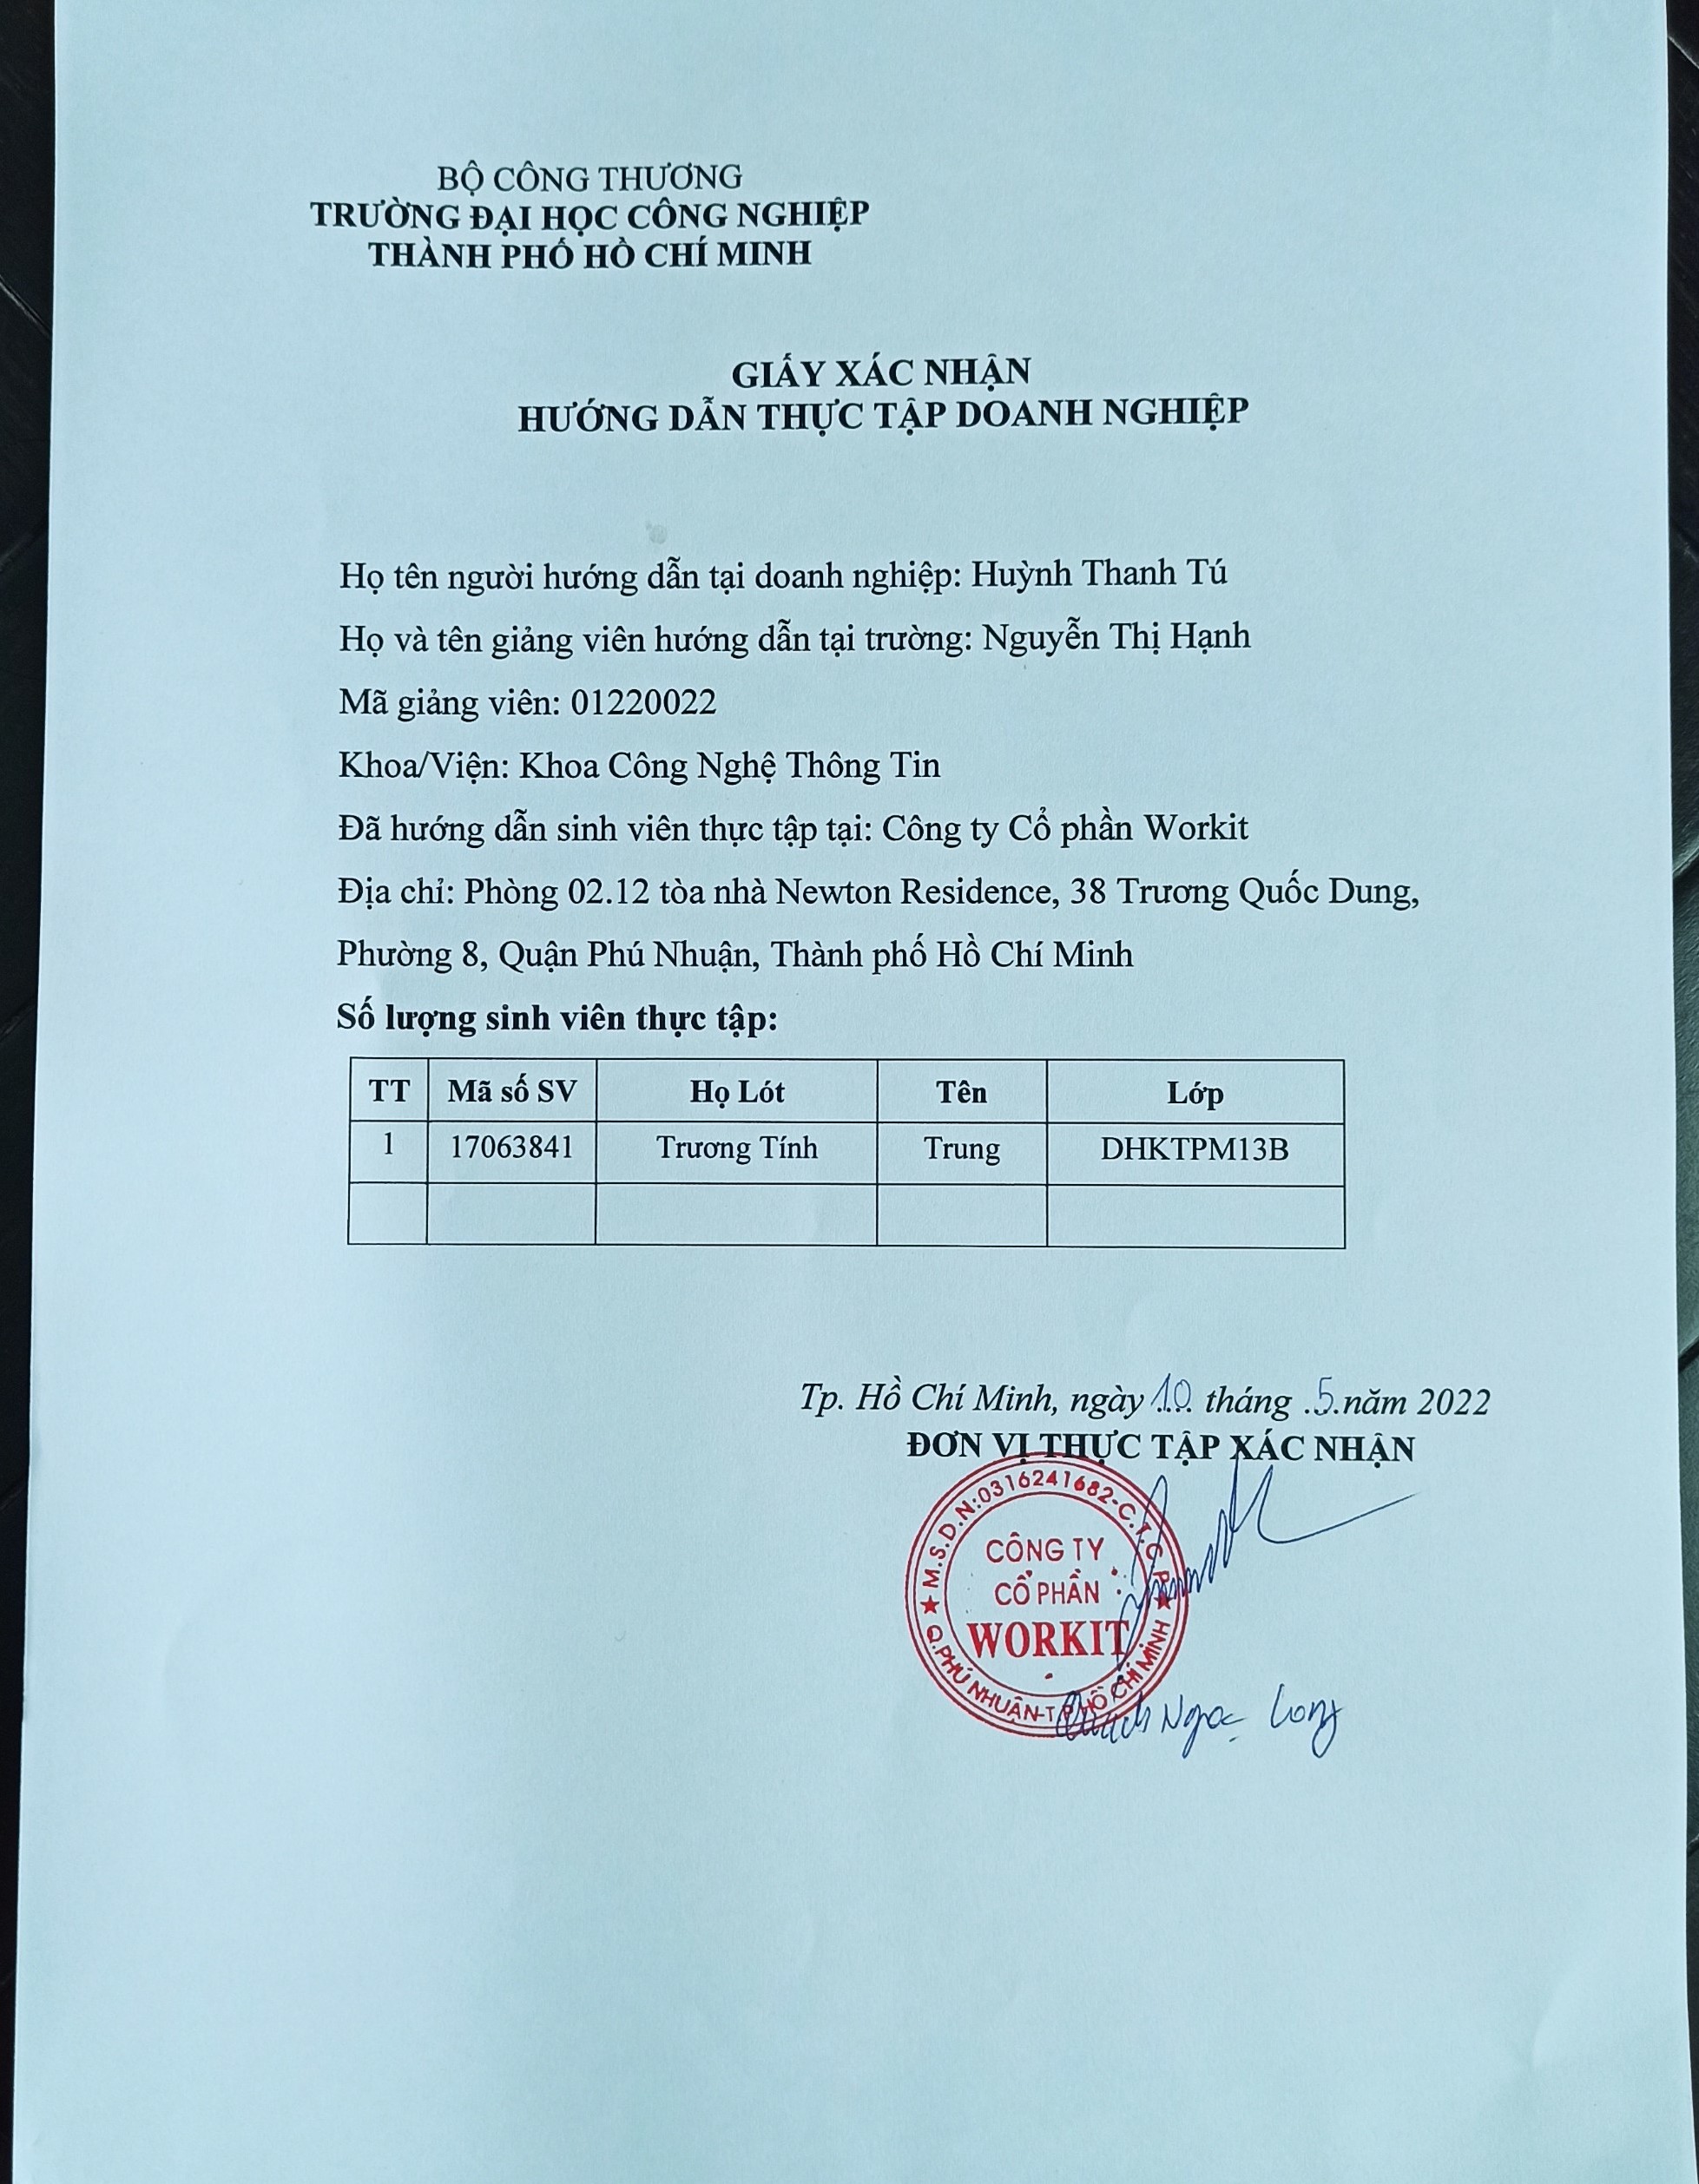 BỘ CÔNG THƯƠNG
TRƯỜNG ĐẠI HỌC CÔNG NGHIỆP
THÀNH PHỐ HỒ CHÍ MINH
GIẤY XÁC NHẬN
HƯỚNG DẪN THỰC TẬP DOANH NGHIỆP
Họ tên người hướng dẫn tại doanh nghiệp: Huỳnh Thanh Tú
Họ và tên giảng viên hướng dẫn tại trường: Nguyễn Thị Hạnh
Mã giảng viên: 01220022
Khoa/Viện: Khoa Công Nghệ Thông Tin
Đã hướng dẫn sinh viên thực tập tại: Công ty Cổ phần Workit
Địa chỉ: Phòng 02.12 tòa nhà Newton Residence, 38 Trương Quốc Dung,
Phường 8, Quận Phú Nhuận, Thành phố Hồ Chí Minh
Số lượng sinh viên thực tập:
TT Mã số SV Họ Lót Tên Lớp
1 17063841 Trương Tính Trung DHKTPM13B
Tp. Hồ Chí Minh, ngày 10 tháng 5 năm 2022
ĐƠN VỊ THỰC TẬP XÁC NHẬN
M.S.D.N:0316241682-C.T.C.P
CÔNG TY
CỔ PHẦN
WORKIT
Q.PHÚ NHUẬN-T.P HỒ CHÍ MINH
Ngọc Long